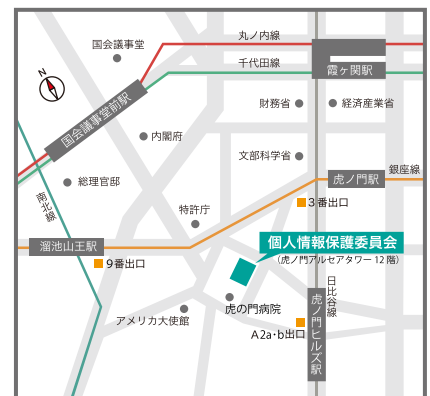 丸ノ内線
国会議事堂
千代田線
霞ヶ関駅
N
国会議事堂前駅
財務省
経済産業省
内閣府
文部科学省
銀座線
総理官邸
虎ノ門駅
南北線
3番出口
特許庁
個人情報保護委員会
溜池山王駅
(虎ノ門アルセアタワー12階)
9番出口
日比谷線
虎の門病院
虎ノ門ヒルズ駅
アメリカ大使館
A2a・b出口